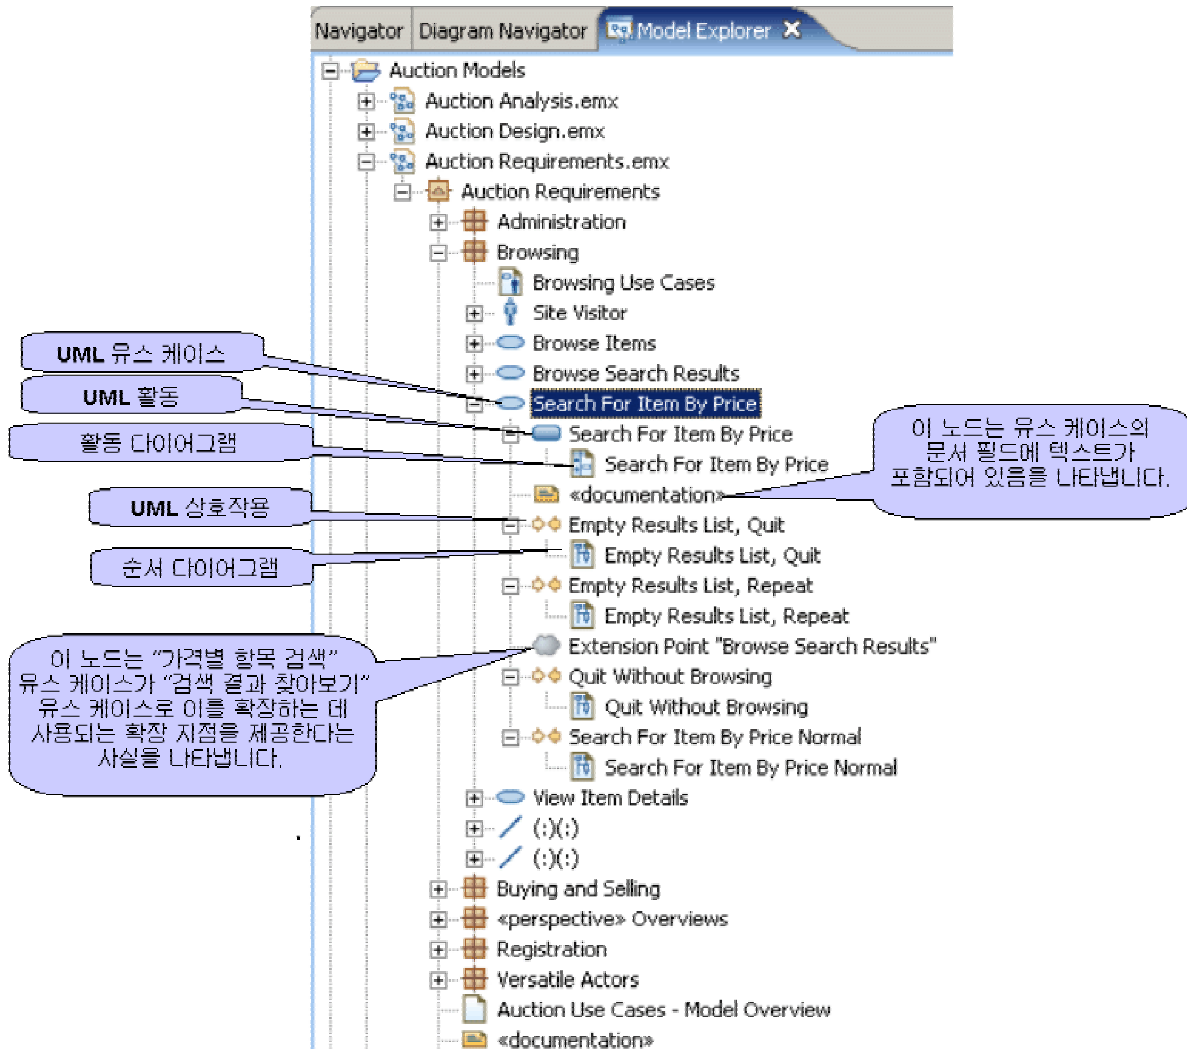 Navigator
Diagram Navigator
Model Explorer
Auction Models
Auction Analysis.emx
Auction Design.emx
Auction Requirements.emx
Auction Requirements
Administration
Browsing
Browsing Use Cases
Site Visitor
Browse Items
Browse Search Results
Search For Item By Price
Search For Item By Price
Search For Item By Price
«documentation»
Empty Results List, Quit
Empty Results List, Quit
Empty Results List, Repeat
Empty Results List, Repeat
Extension Point "Browse Search Results"
Quit Without Browsing
Quit Without Browsing
Search For Item By Price Normal
Search For Item By Price Normal
View Item Details
(:)(:)
(:)(:)
Buying and Selling
«perspective» Overviews
Registration
Versatile Actors
Auction Use Cases - Model Overview
«documentation»
UML 유스 케이스
UML 활동
활동 다이어그램
UML 상호작용
순서 다이어그램
이 노드는 “가격별 항목 검색”
유스 케이스가 “검색 결과 찾아보기”
유스 케이스로 이를 확장하는 데
사용되는 확장 지점을 제공한다는
사실을 나타냅니다.
이 노드는 유스 케이스의
문서 필드에 텍스트가
포함되어 있음을 나타냅니다.